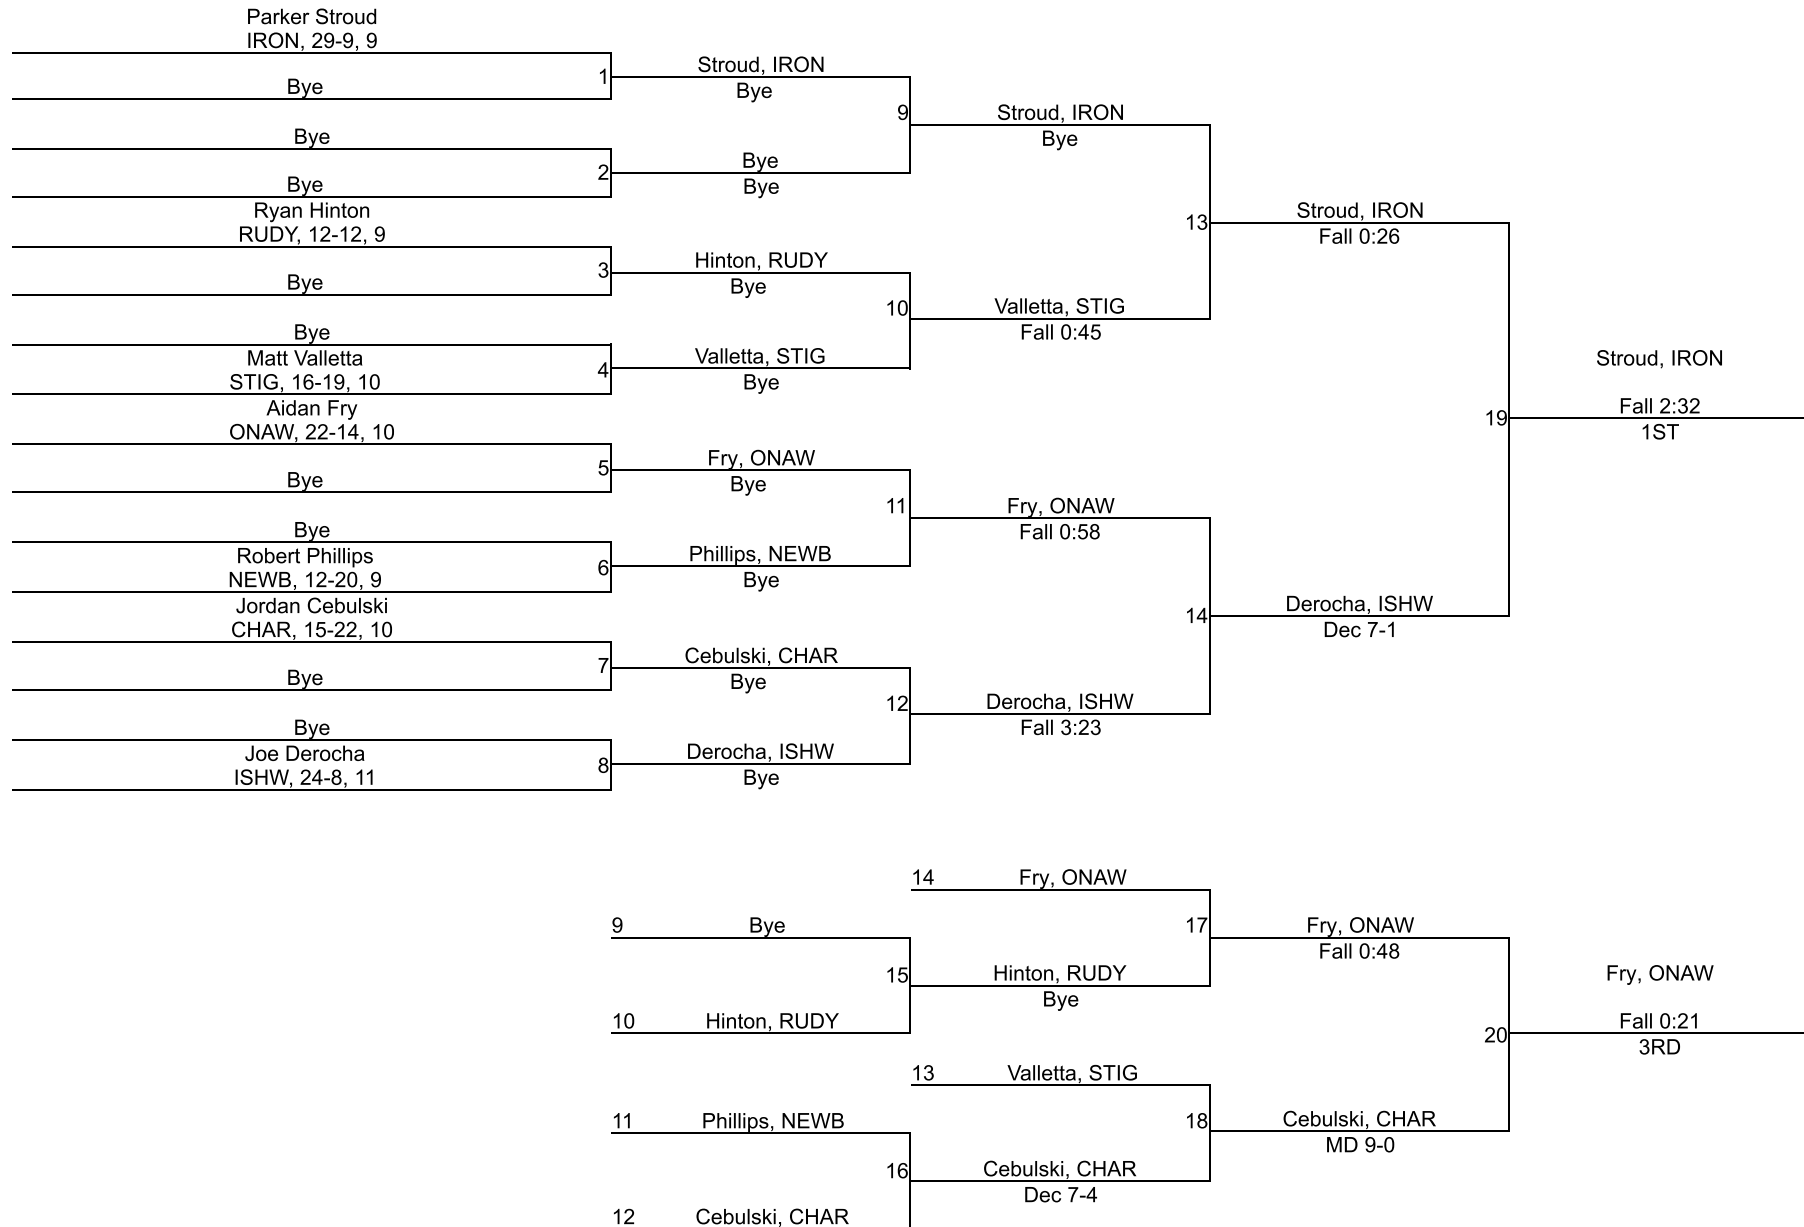 Parker Stroud
IRON, 29-9, 9
1
Stroud, IRON
Bye
Bye
9
Stroud, IRON
Bye
Bye
2
Bye
Bye
Bye
Ryan Hinton
RUDY, 12-12, 9
13
Stroud, IRON
Fall 0:26
3
Hinton, RUDY
Bye
Bye
10
Valletta, STIG
Fall 0:45
Bye
Matt Valletta
STIG, 16-19, 10
4
Valletta, STIG
Bye
Stroud, IRON
Aidan Fry
ONAW, 22-14, 10
19
Fall 2:32
1ST
5
Fry, ONAW
Bye
Bye
11
Fry, ONAW
Fall 0:58
Bye
Robert Phillips
NEWB, 12-20, 9
6
Phillips, NEWB
Bye
Jordan Cebulski
CHAR, 15-22, 10
14
Derocha, ISHW
Dec 7-1
7
Cebulski, CHAR
Bye
Bye
12
Derocha, ISHW
Fall 3:23
Bye
Joe Derocha
ISHW, 24-8, 11
8
Derocha, ISHW
Bye
14 Fry, ONAW
9 Bye
17
Fry, ONAW
Fall 0:48
15
Hinton, RUDY
Bye
Fry, ONAW
10 Hinton, RUDY
20
Fall 0:21
3RD
13 Valletta, STIG
11 Phillips, NEWB
18
Cebulski, CHAR
MD 9-0
16
Cebulski, CHAR
Dec 7-4
12 Cebulski, CHAR